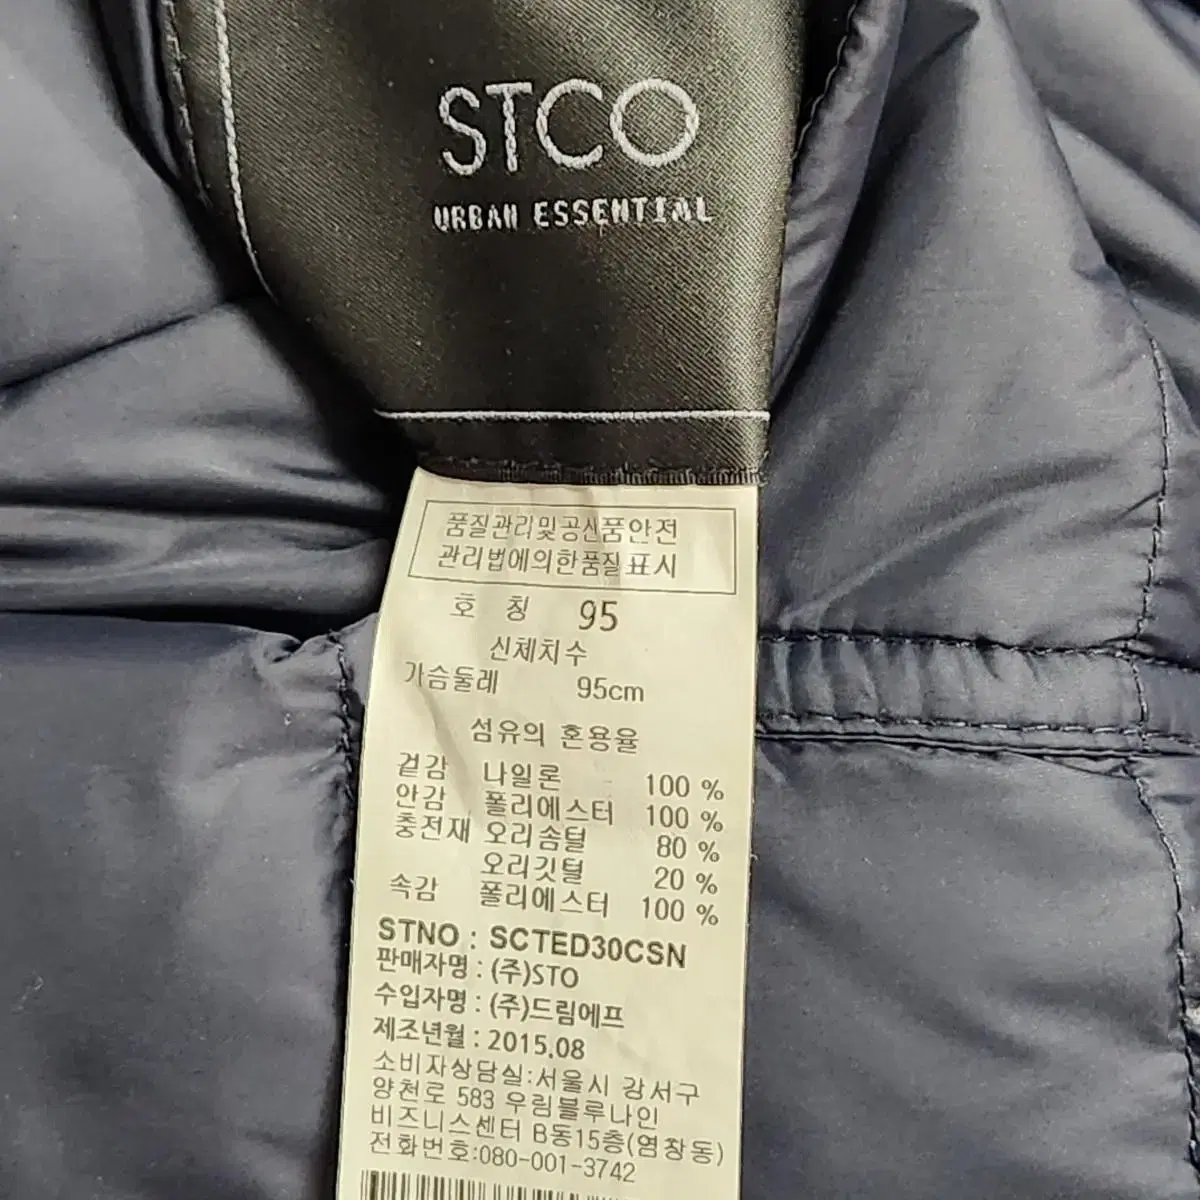 STCO
URBAN ESSENTIAL
품질관리및공산품안전
관리법에의한품질표시
호 칭 95
신체치수
가슴둘레 95cm
섬유의 혼용율
겉감 나일론 100 %
안감 폴리에스터 100 %
충전재 오리솜털 80 %
오리깃털 20 %
속감 폴리에스터 100 %
STNO : SCTED30CSN
판매자명 : (주)STO
수입자명 : (주)드림에프
제조년월 : 2015.08
소비자상담실:서울시 강서구
양천로 583 우림블루나인
비즈니스센터 B동15층(염창동)
전화번호:080-001-3742